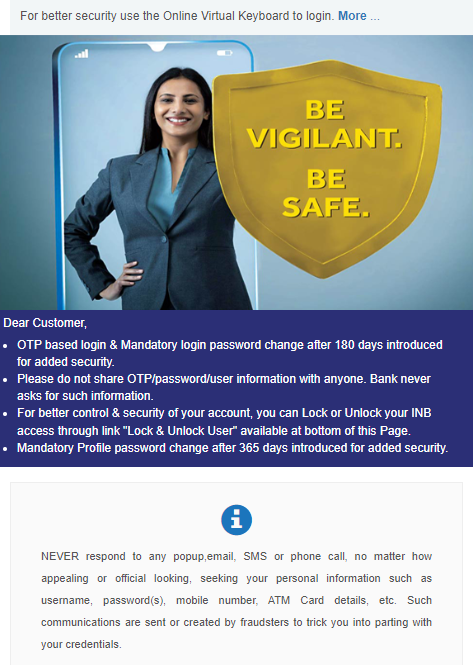 For better security use the Online Virtual Keyboard to login. More ...
BE
VIGILANT.
BE
SAFE.
Dear Customer,
• OTP based login & Mandatory login password change after 180 days introduced
for added security.
• Please do not share OTP/password/user information with anyone. Bank never
asks for such information.
• For better control & security of your account, you can Lock or Unlock your INB
access through link "Lock & Unlock User" available at bottom of this Page.
• Mandatory Profile password change after 365 days introduced for added security.
NEVER respond to any popup,email, SMS or phone call, no matter how
appealing or official looking, seeking your personal information such as
username, password(s), mobile number, ATM Card details, etc. Such
communications are sent or created by fraudsters to trick you into parting with
your credentials.